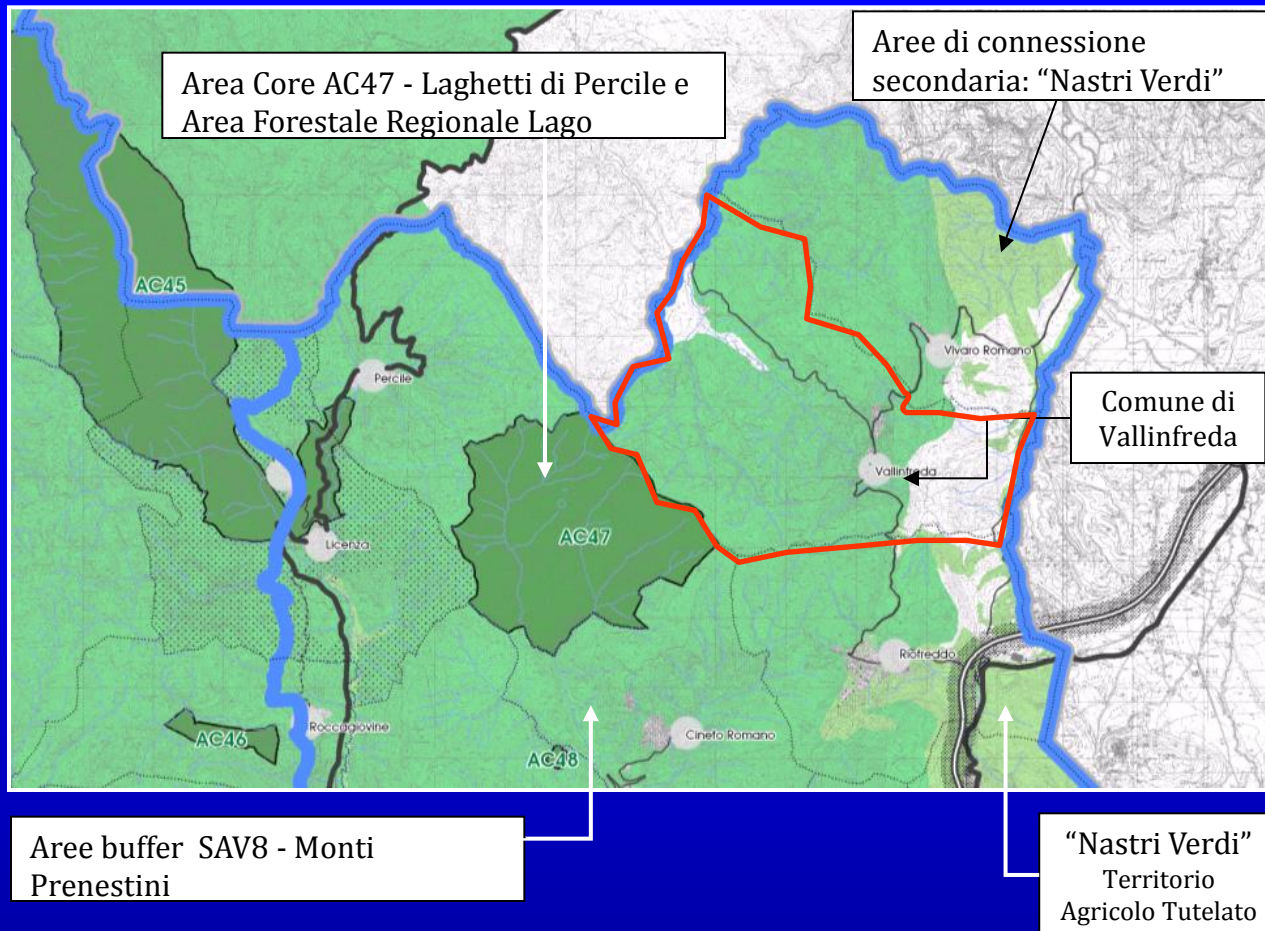 Area Core AC47 - Laghetti di Percile e
Area Forestale Regionale Lago
Aree di connessione
secondaria: “Nastri Verdi”
AC45
Percile
Vivaro Romano
Comune di
Vallinfreda
Vallinfreda
AC47
Licenza
Riofreddo
Roccagiovine
AC46
Cineto Romano
AC48
Aree buffer SAV8 - Monti
Prenestini
“Nastri Verdi”
Territorio
Agricolo Tutelato